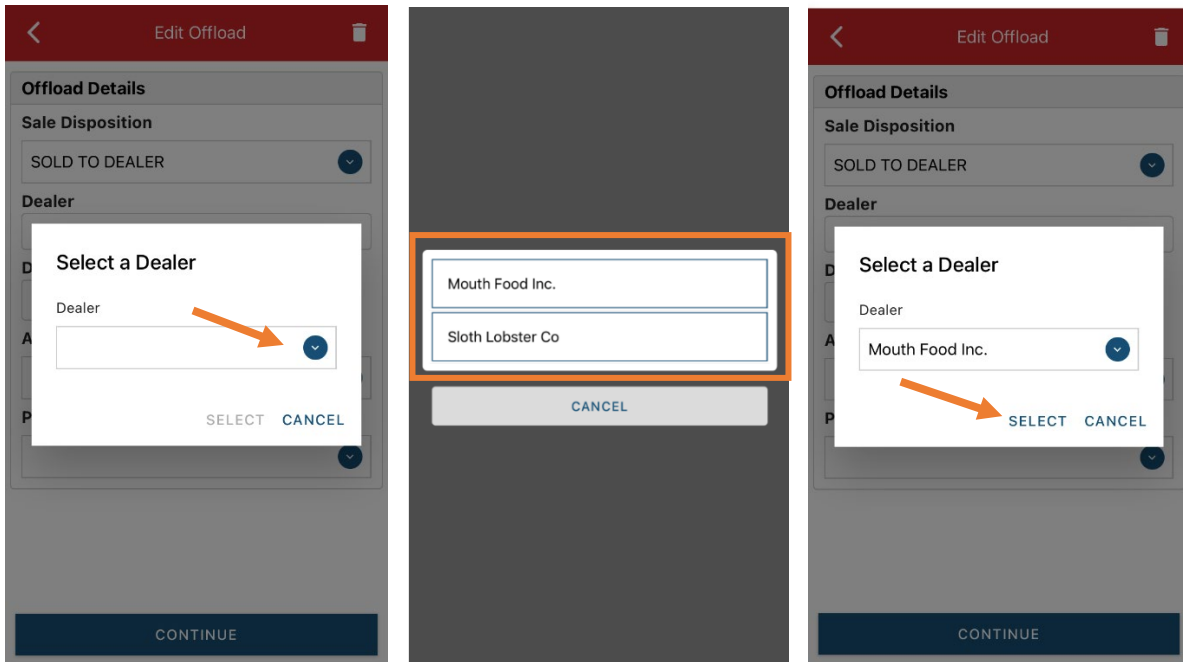 Edit Offload
Offload Details
Sale Disposition
SOLD TO DEALER
Dealer
D
Select a Dealer
Dealer
A
P
SELECT CANCEL
CONTINUE
Mouth Food Inc.
Sloth Lobster Co
CANCEL
Edit Offload
Offload Details
Sale Disposition
SOLD TO DEALER
Dealer
D
Select a Dealer
Dealer
A
Mouth Food Inc.
P
SELECT CANCEL
CONTINUE